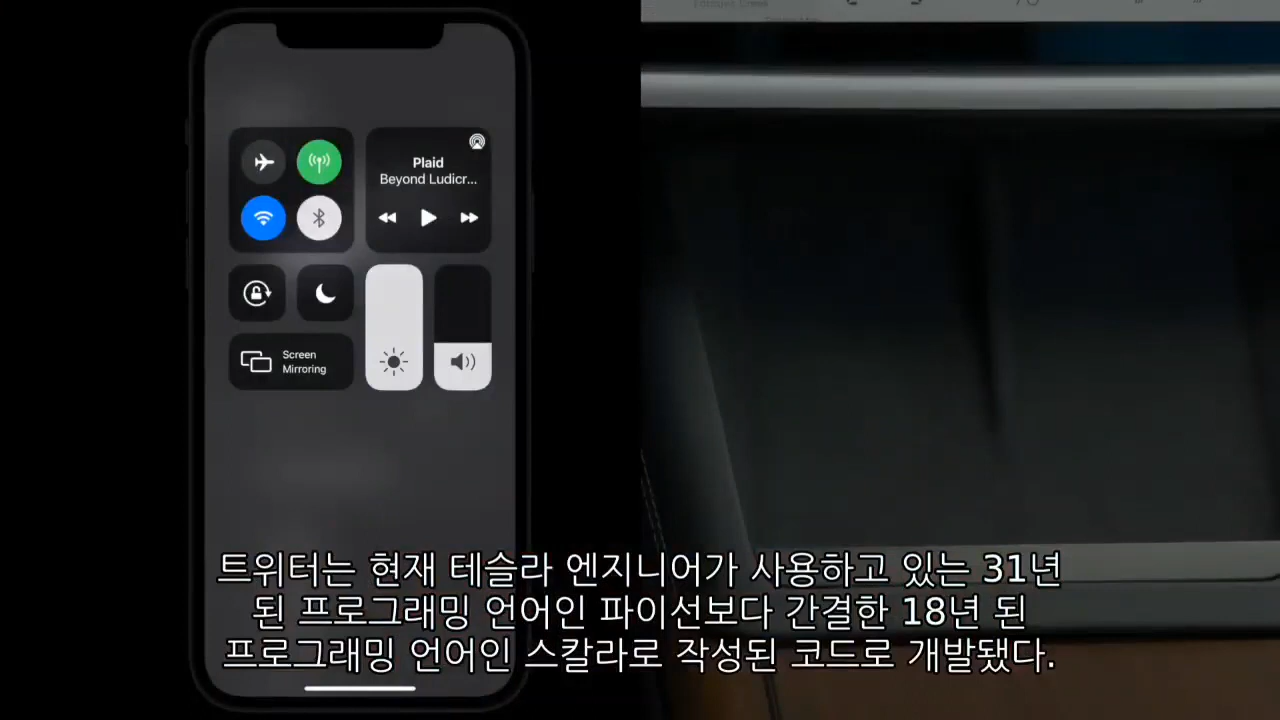 Plaid
Beyond Ludicr...
Screen
Mirroring
트위터는 현재 테슬라 엔지니어가 사용하고 있는 31년
된 프로그래밍 언어인 파이선보다 간결한 18년 된
프로그래밍 언어인 스칼라로 작성된 코드로 개발됐다.